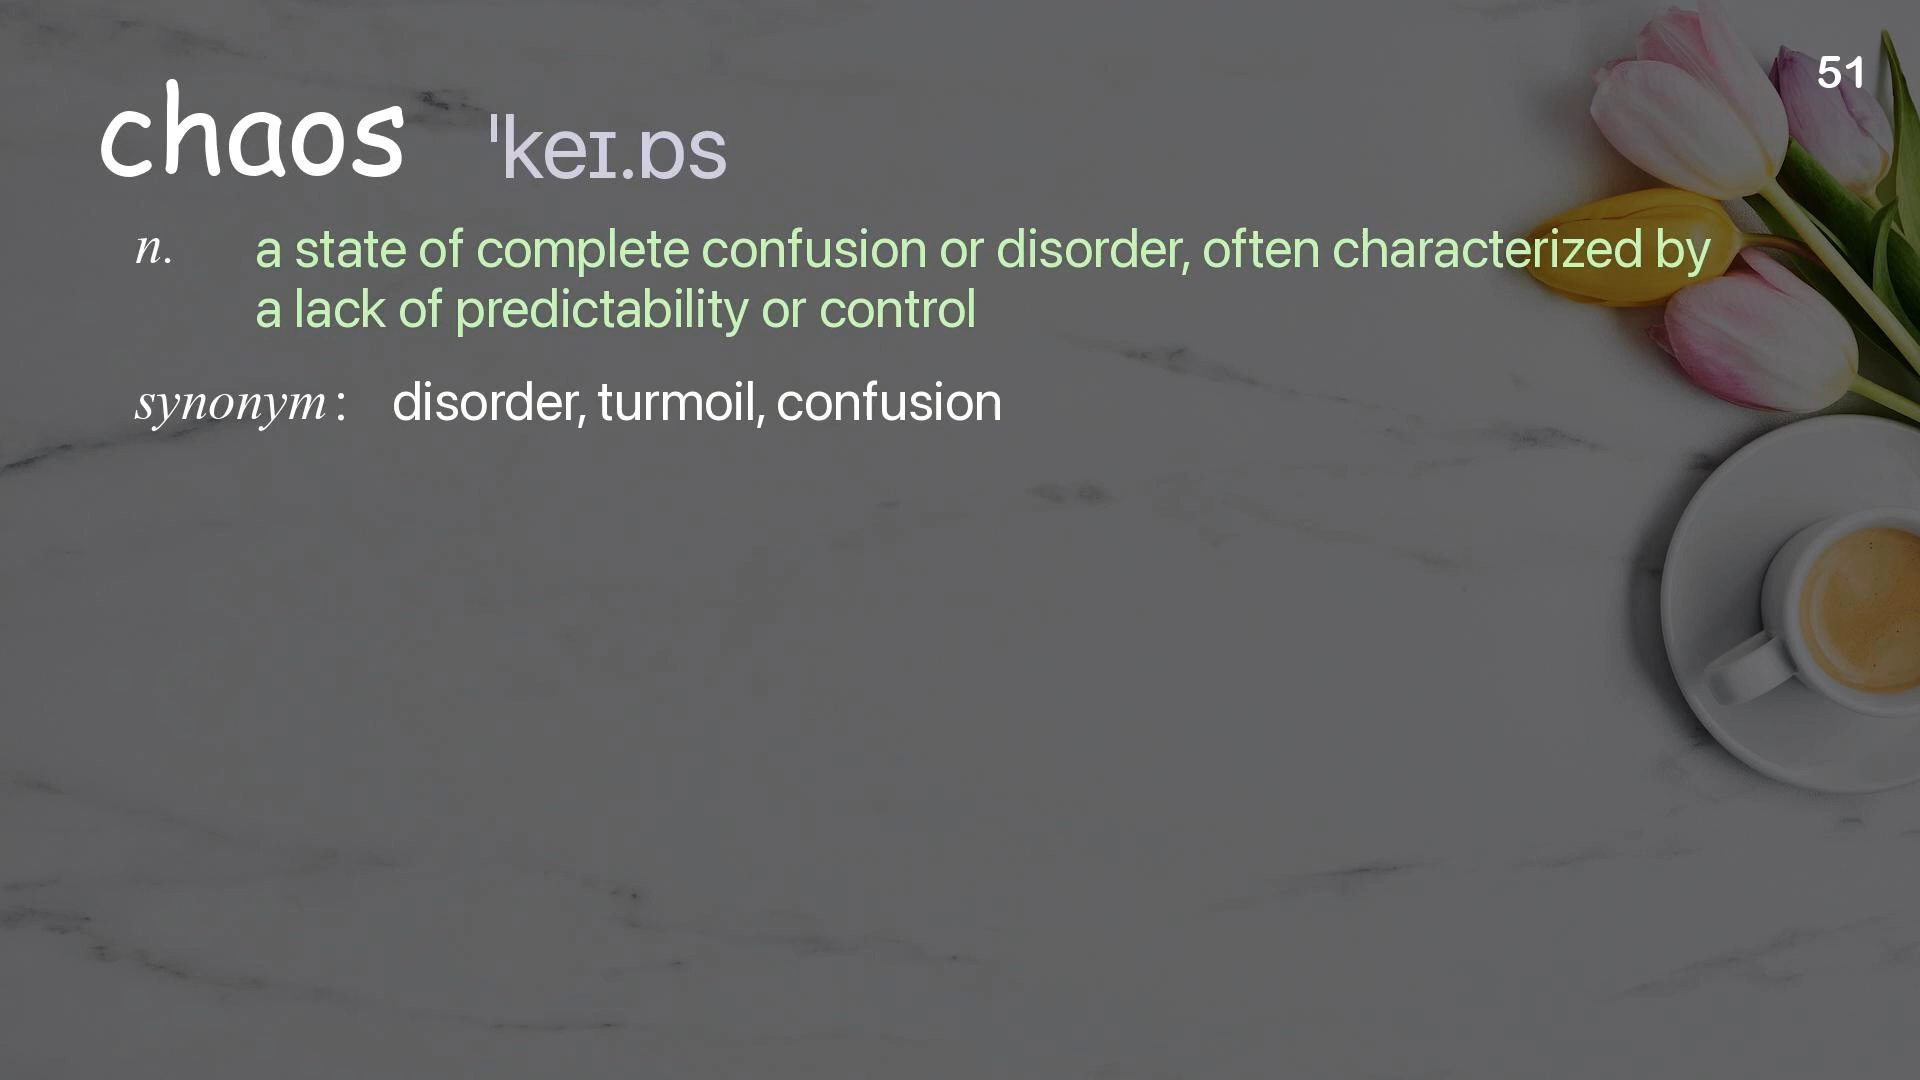 51
chaos ˈkeɪ.ɒs
n. a state of complete confusion or disorder, often characterized by
a lack of predictability or control
synonym: disorder, turmoil, confusion